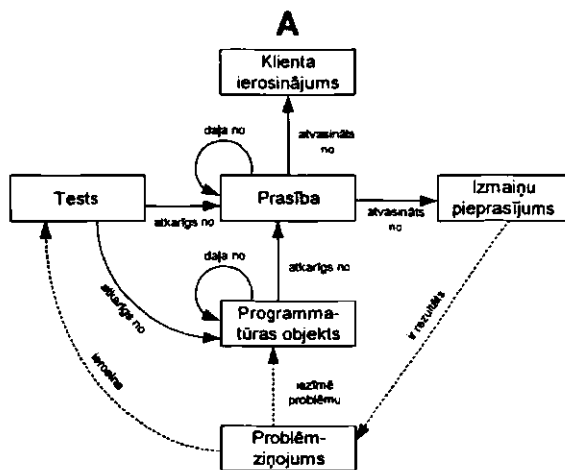 A
Klienta
ierosinājums
daļa no
atvasināts
no
Tests
atkarīgs no
Prasība
atvasināts
no
Izmaiņu
pieprasījums
daļa no
atkarīgs no
atkarīgs no
Programma-
tūras objekts
ir rezultāts
ierosina
iezīmē
problēmu
Problēm-
ziņojums